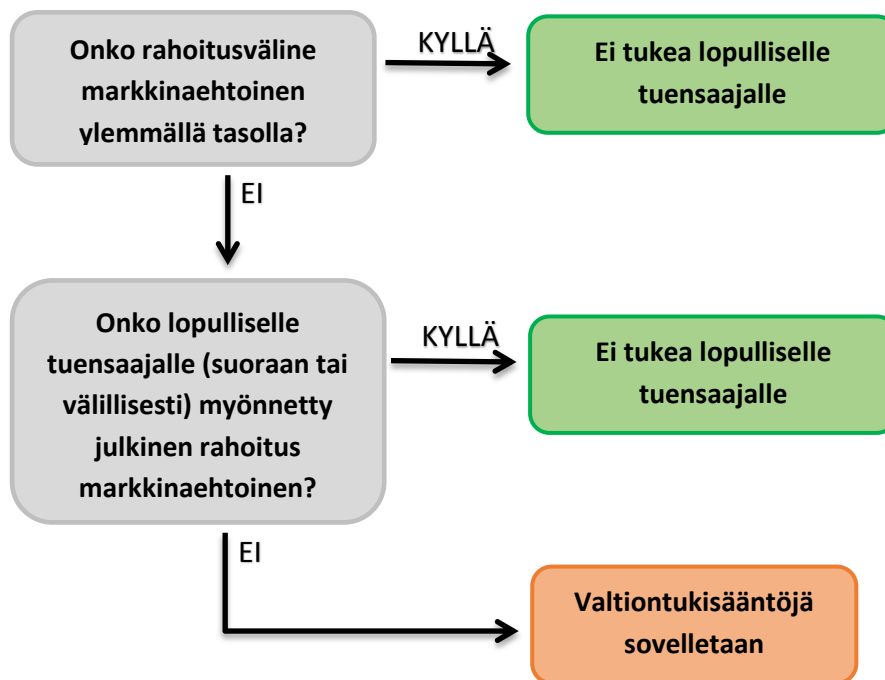 Onko rahoitusväline
markkinaehtoinen
ylemmällä tasolla?
KYLLÄ
Ei tukea lopulliselle
tuensaajalle
EI
Onko lopulliselle
tuensaajalle (suoraan tai
välillisesti) myönnetty
julkinen rahoitus
markkinaehtoinen?
KYLLÄ
Ei tukea lopulliselle
tuensaajalle
EI
Valtiontukisääntöjä
sovelletaan